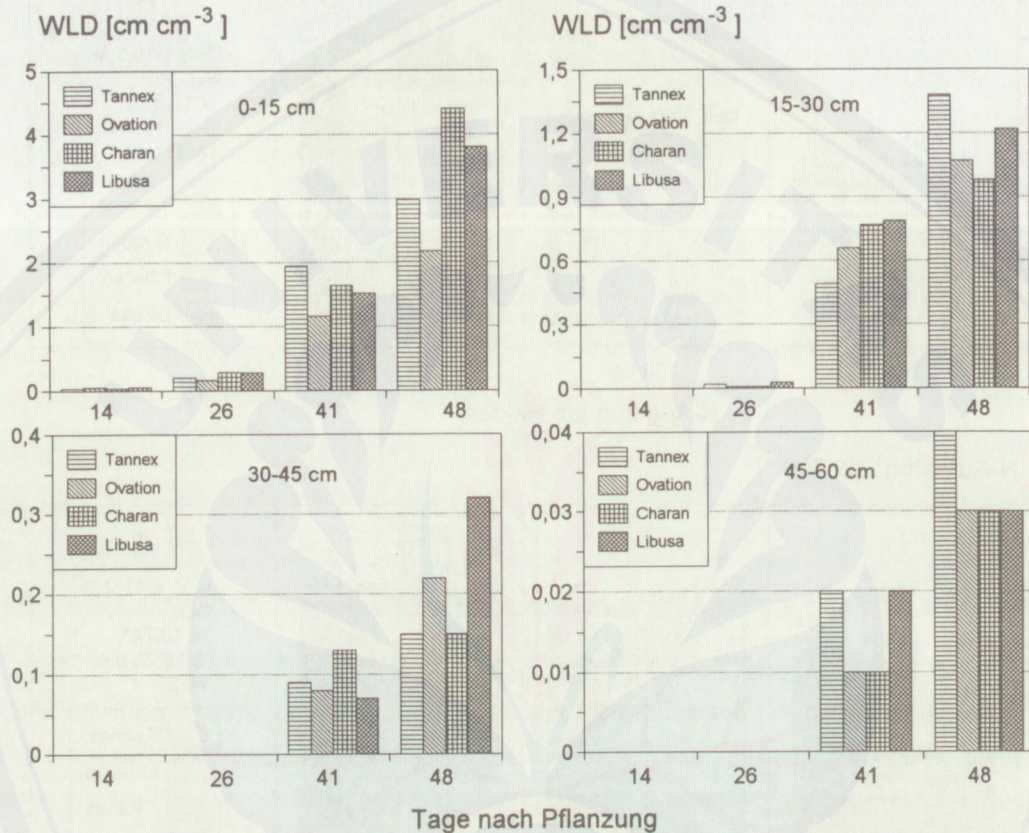 WLD [cm cm⁻³ ]
5
4
3
2
1
0
Tannex
Ovation
Charan
Libusa
0-15 cm
14 26 41 48
WLD [cm cm⁻³ ]
1,5
1,2
0,9
0,6
0,3
0
Tannex
Ovation
Charan
Libusa
15-30 cm
14 26 41 48
0,4
0,3
0,2
0,1
0
Tannex
Ovation
Charan
Libusa
30-45 cm
14 26 41 48
0,04
0,03
0,02
0,01
0
Tannex
Ovation
Charan
Libusa
45-60 cm
14 26 41 48
Tage nach Pflanzung